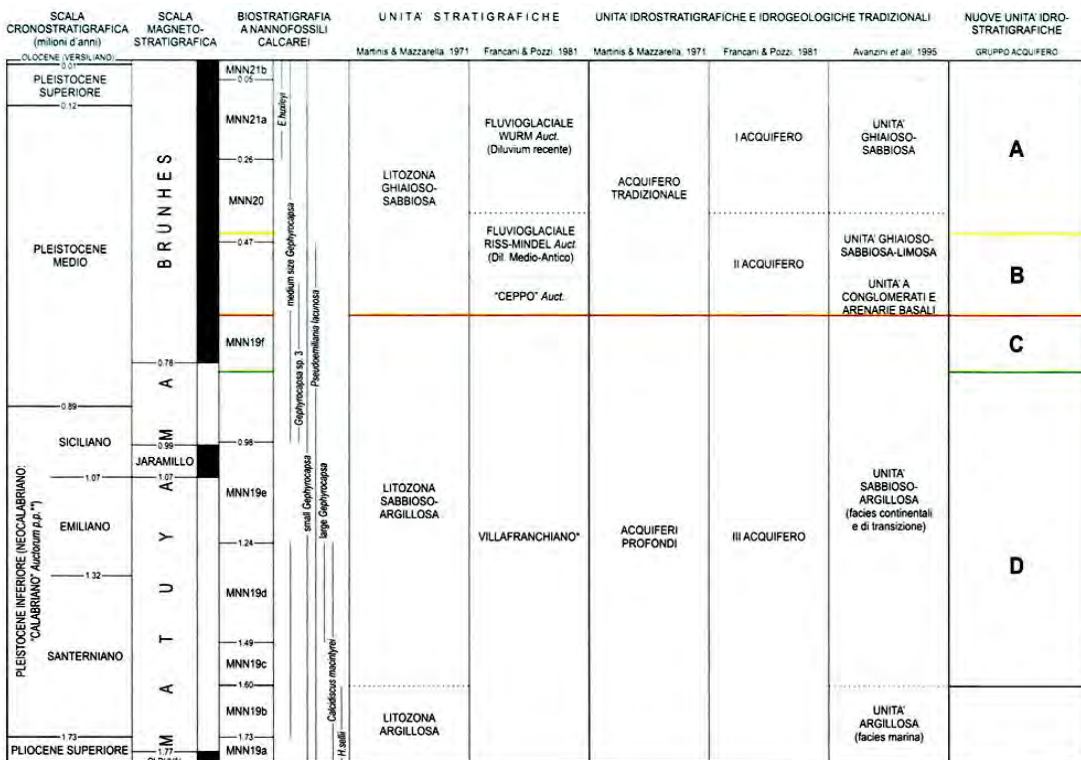 SCALA
CRONOSTRATIGRAFICA
(milioni d'anni)
OLOCENE (VERSILIANO)
0.01
PLEISTOCENE
SUPERIORE
0.12
PLEISTOCENE
MEDIO
0.89
PLEISTOCENE INFERIORE (NEOCALABRIANO:
"CALABRIANO" Auctorum p.p.**)
SICILIANO
1.07
EMILIANO
1.32
SANTERNIANO
1.73
PLIOCENE SUPERIORE
SCALA
MAGNETO-
STRATIGRAFICA
BRUNHES
0.78
MATUYAMA
0.99
JARAMILLO
1.07
1.77
BIOSTRATIGRAFIA
A NANNOFOSSILI
CALCAREI
MNN21b
0.05
MNN21a
0.26
MNN20
0.47
MNN19f
0.98
MNN19e
1.24
MNN19d
1.49
MNN19c
1.60
MNN19b
1.73
MNN19a
E.huxleyi
medium size Gephyrocapsa
Gephyrocapsa sp. 3
small Gephyrocapsa
Pseudoemiliania lacunosa
large Gephyrocapsa
Calcidiscus macintyrei
H.sellii
UNITA' STRATIGRAFICHE
Martinis & Mazzarella, 1971
LITOZONA
GHIAIOSO-
SABBIOSA
LITOZONA
SABBIOSO-
ARGILLOSA
LITOZONA
ARGILLOSA
Francani & Pozzi, 1981
FLUVIOGLACIALE
WURM Auct.
(Diluvium recente)
FLUVIOGLACIALE
RISS-MINDEL Auct.
(Dil. Medio-Antico)
"CEPPO" Auct.
VILLAFRANCHIANO*
UNITA' IDROSTRATIGRAFICHE E IDROGEOLOGICHE TRADIZIONALI
Martinis & Mazzarella, 1971
ACQUIFERO
TRADIZIONALE
ACQUIFERI
PROFONDI
Francani & Pozzi, 1981
I ACQUIFERO
II ACQUIFERO
III ACQUIFERO
Avanzini et alii, 1995
UNITA'
GHIAIOSO-
SABBIOSA
UNITA' GHIAIOSO-
SABBIOSA-LIMOSA
UNITA' A
CONGLOMERATI E
ARENARIE BASALI
UNITA'
SABBIOSO-
ARGILLOSA
(facies continentali
e di transizione)
UNITA'
ARGILLOSA
(facies marina)
NUOVE UNITA' IDRO-
STRATIGRAFICHE
GRUPPO ACQUIFERO
A
B
C
D